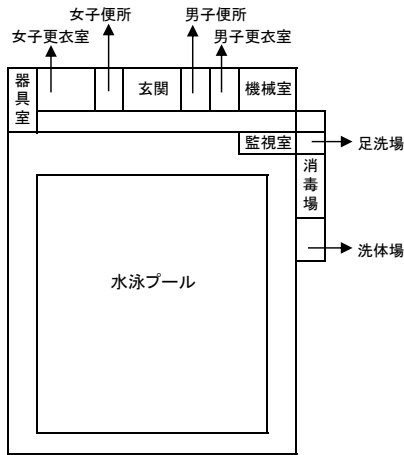 女子便所
男子便所
女子更衣室
男子更衣室
器具室
玄関
機械室
監視室
足洗場
消毒場
洗体場
水泳プール